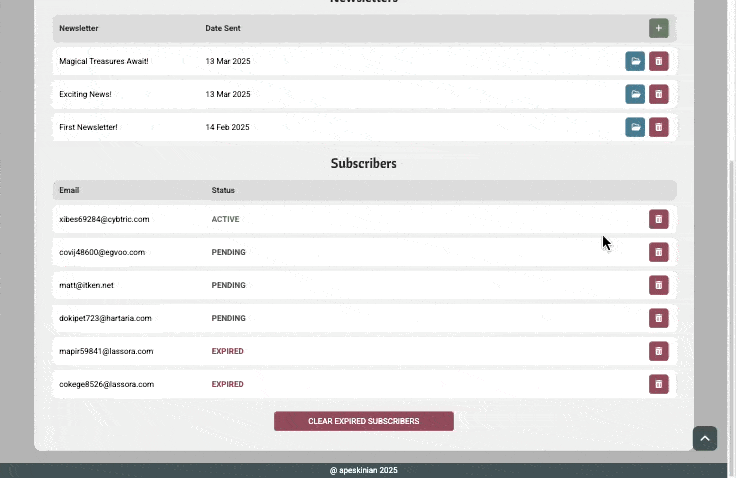 Newsletters
Newsletter Date Sent
Magical Treasures Await! 13 Mar 2025
Exciting News! 13 Mar 2025
First Newsletter! 14 Feb 2025
Subscribers
Email Status
xibes69284@cybtric.com ACTIVE
covij48600@egvoo.com PENDING
matt@itken.net PENDING
dokipet723@hartaria.com PENDING
mapir59841@lassora.com EXPIRED
cokege8526@lassora.com EXPIRED
CLEAR EXPIRED SUBSCRIBERS
@ apeskinian 2025